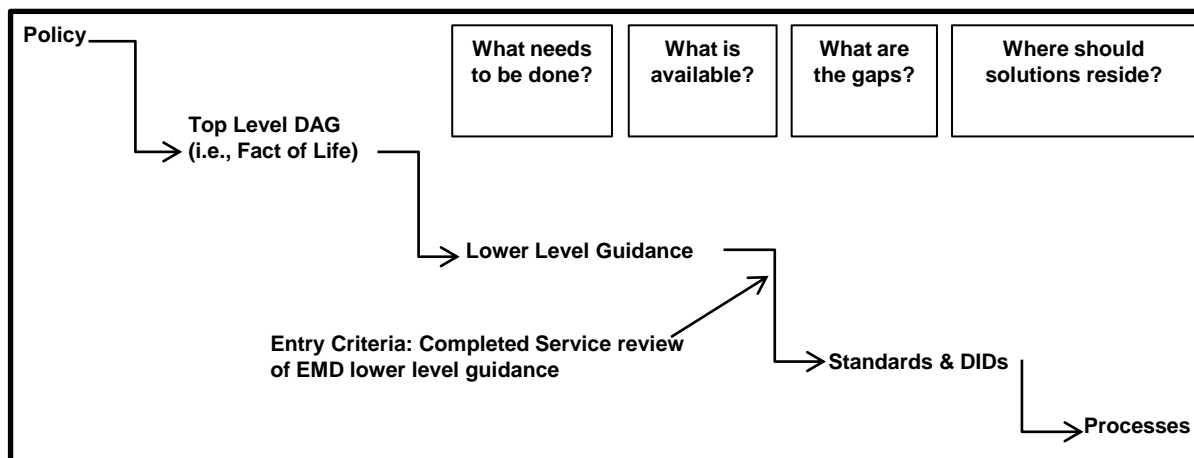 Policy
What needs
to be done?
What is
available?
What are
the gaps?
Where should
solutions reside?
Top Level DAG
(i.e., Fact of Life)
Lower Level Guidance
Entry Criteria: Completed Service review
of EMD lower level guidance
Standards & DIDs
Processes